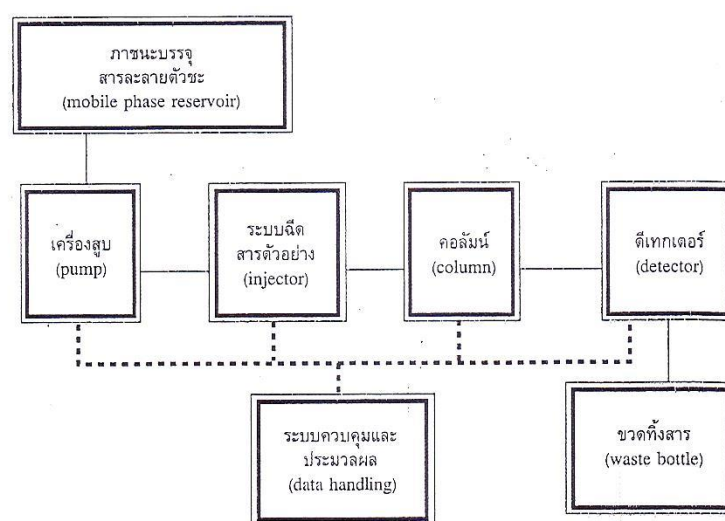 ภาชนะบรรจุ
สารละลายตัวชะ
(mobile phase reservoir)
เครื่องสูบ
(pump)
ระบบฉีด
สารตัวอย่าง
(injector)
คอลัมน์
(column)
ดีเทกเตอร์
(detector)
ระบบควบคุมและ
ประมวลผล
(data handling)
ขวดทิ้งสาร
(waste bottle)